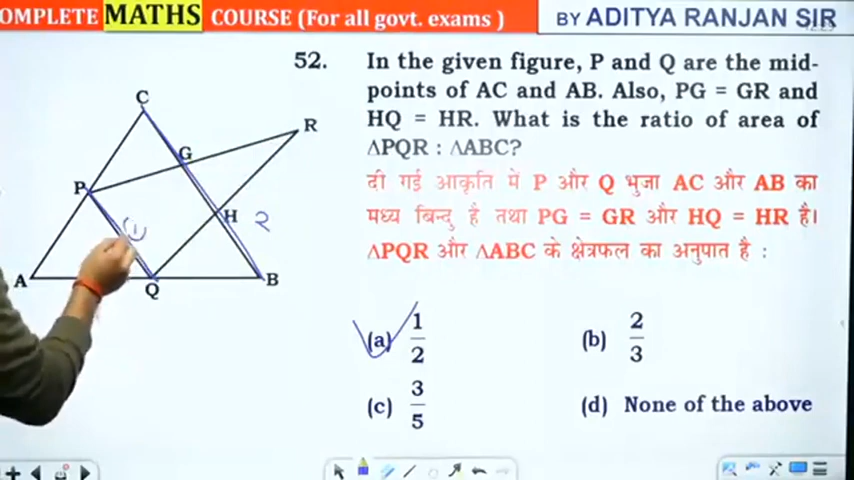 OMPLETE MATHS COURSE (For all govt. exams )
BY ADITYA RANJAN SIR
52. In the given figure, P and Q are the mid-
points of AC and AB. Also, PG = GR and
HQ = HR. What is the ratio of area of
ΔPQR : ΔABC?
दी गई आकृति में P और Q भुजा AC और AB का
मध्य बिन्दु है तथा PG = GR और HQ = HR है।
ΔPQR और ΔABC के क्षेत्रफल का अनुपात है :
(a) 1/2
(b) 2/3
(c) 3/5
(d) None of the above
C
R
G
P
1
H 2
A
Q
B